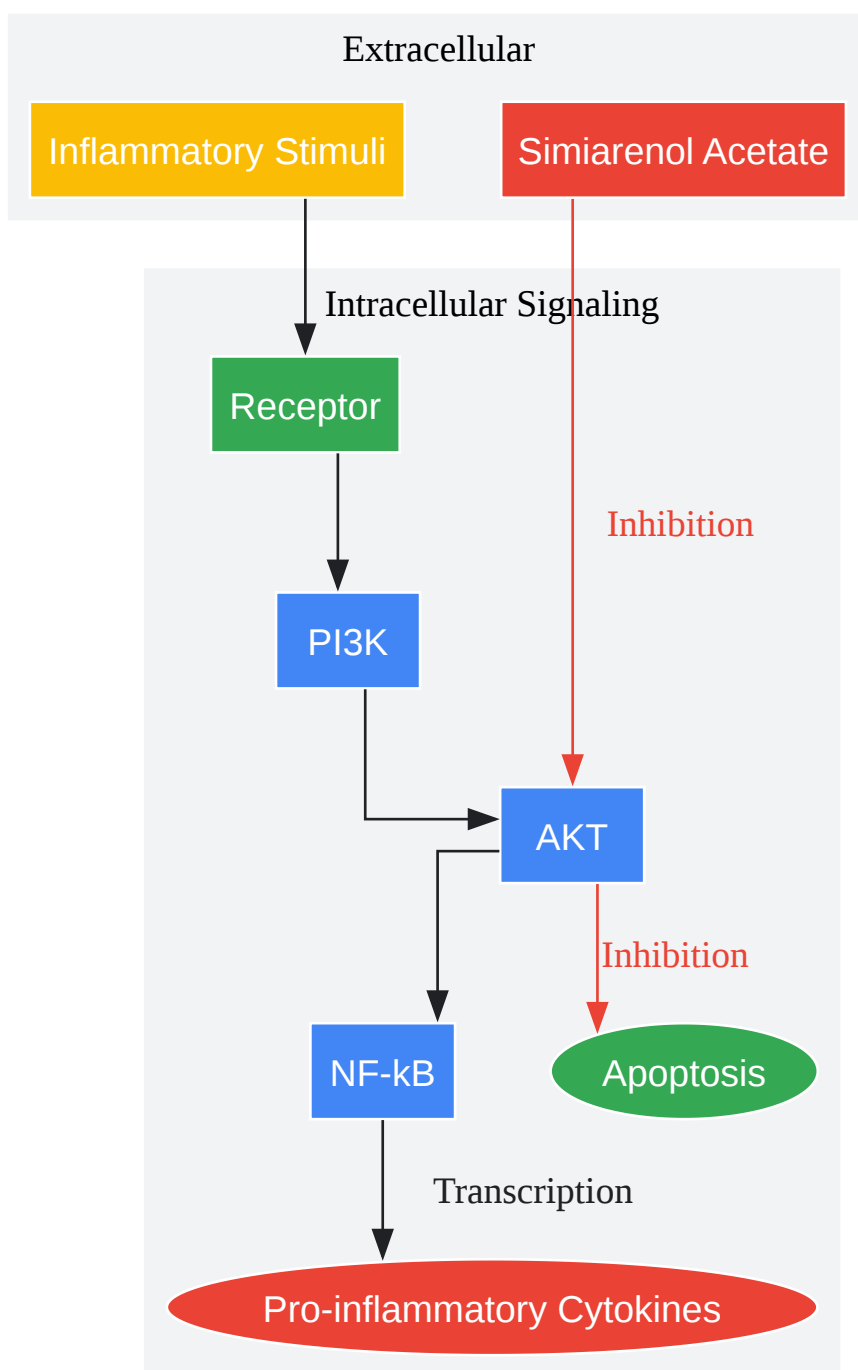 Extracellular
Inflammatory Stimuli
Simiarenol Acetate
Intracellular Signaling
Receptor
Inhibition
PI3K
AKT
Inhibition
NF-kB
Apoptosis
Transcription
Pro-inflammatory Cytokines